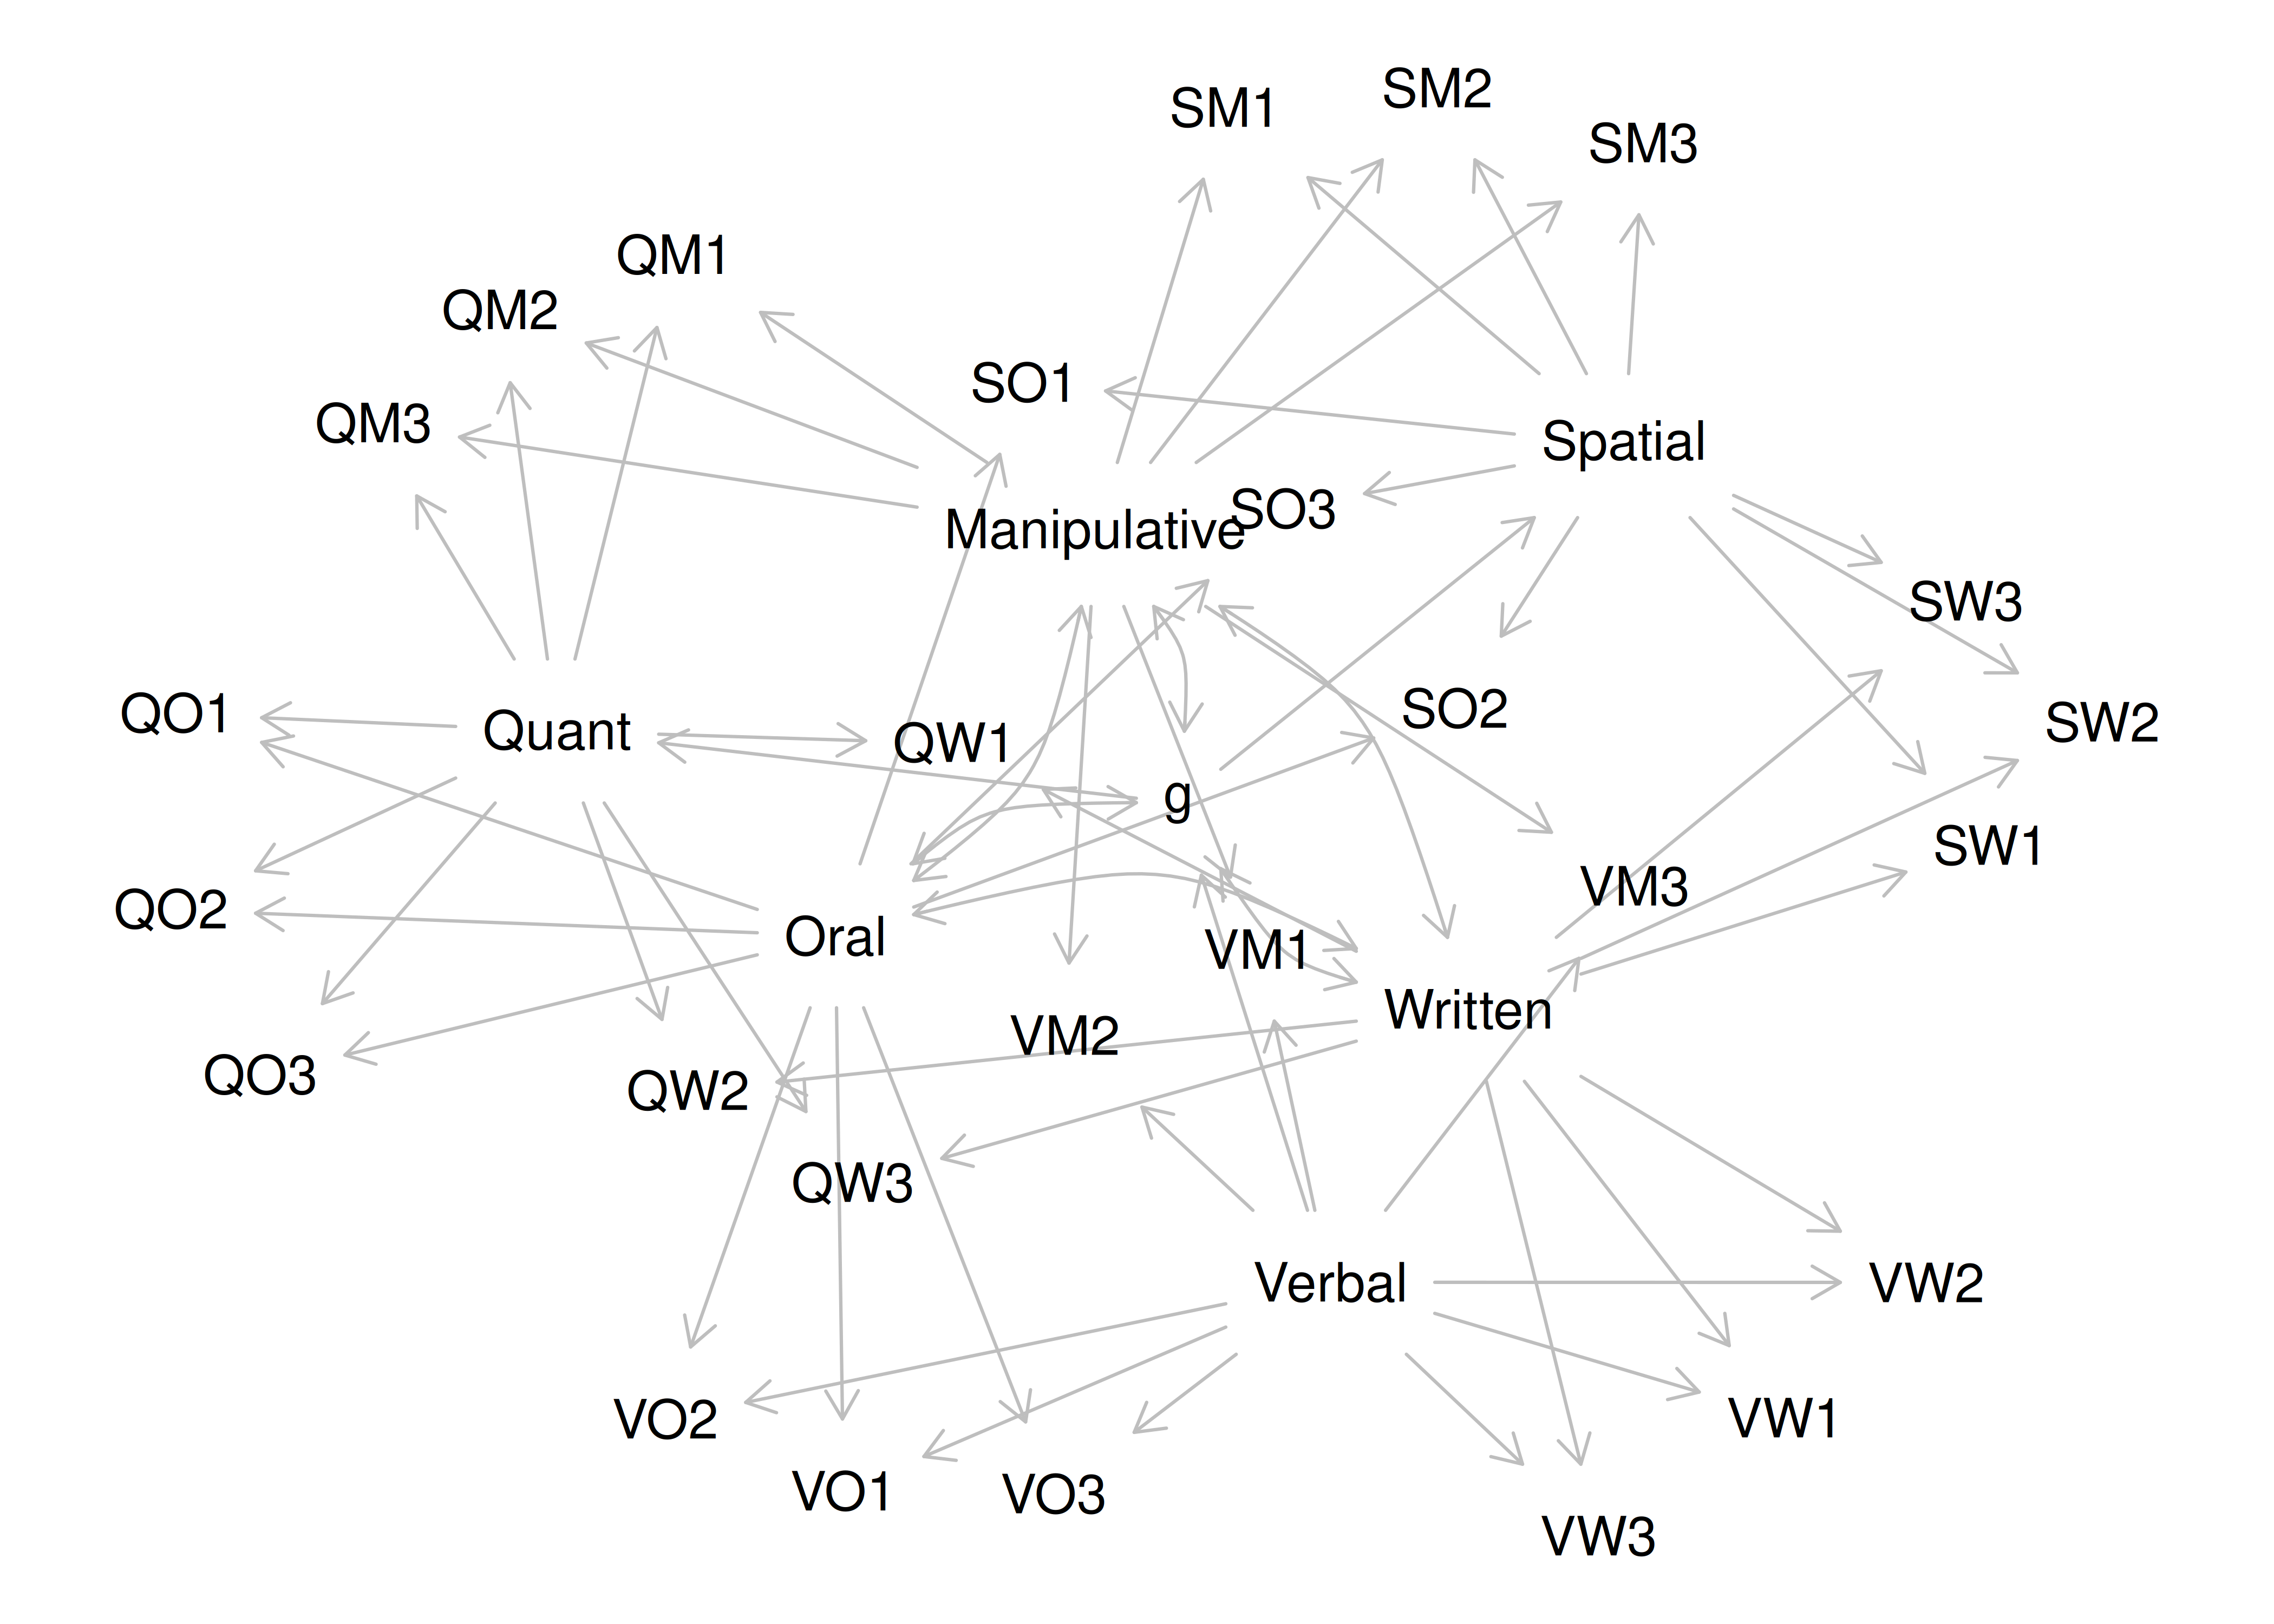 SM2
SM1
SM3
QM1
QM2
SO1
QM3
Spatial
SO3
Manipulative
SW3
SO2
QO1
SW2
Quant
QW1
g
SW1
VM3
QO2
Oral
VM1
Written
VM2
QO3
QW2
QW3
Verbal
VW2
VO2
VW1
VO1
VO3
VW3